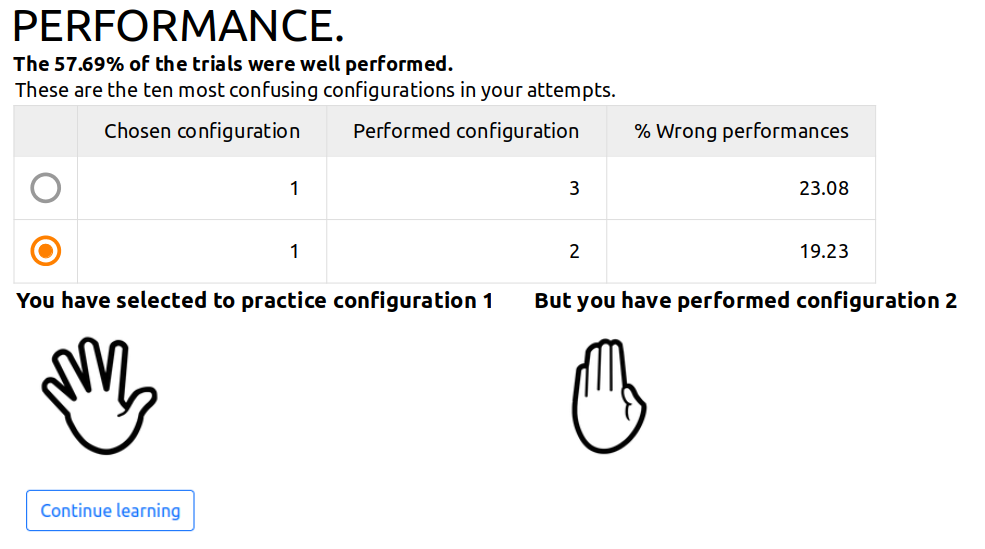 PERFORMANCE.
The 57.69% of the trials were well performed.
These are the ten most confusing configurations in your attempts.
Chosen configuration Performed configuration % Wrong performances
1 3 23.08
1 2 19.23
You have selected to practice configuration 1 But you have performed configuration 2
Continue learning